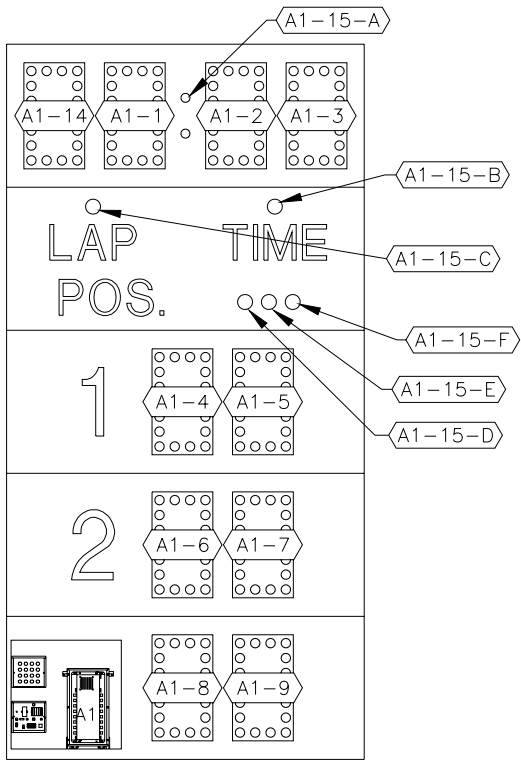 A1-15-A
A1-14 A1-1 A1-2 A1-3
A1-15-B
LAP TIME
A1-15-C
POS.
A1-15-F
1 A1-4 A1-5
A1-15-E
A1-15-D
2 A1-6 A1-7
A1 A1-8 A1-9